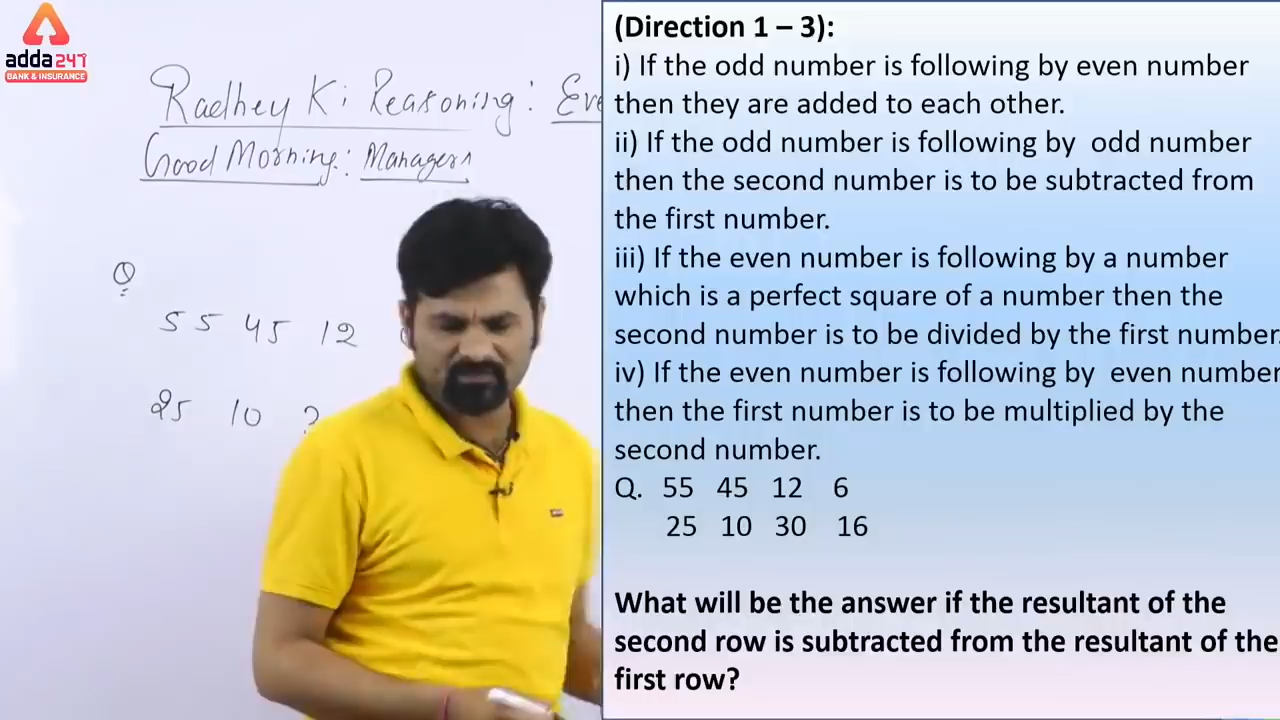 adda247
BANK & INSURANCE
Radhey Ki Reasoning: Eve
Good Morning: Managers
Q
55 45 12
25 10 ?
(Direction 1 – 3):
i) If the odd number is following by even number
then they are added to each other.
ii) If the odd number is following by odd number
then the second number is to be subtracted from
the first number.
iii) If the even number is following by a number
which is a perfect square of a number then the
second number is to be divided by the first number.
iv) If the even number is following by even number
then the first number is to be multiplied by the
second number.
Q. 55 45 12 6
25 10 30 16
What will be the answer if the resultant of the
second row is subtracted from the resultant of the
first row?